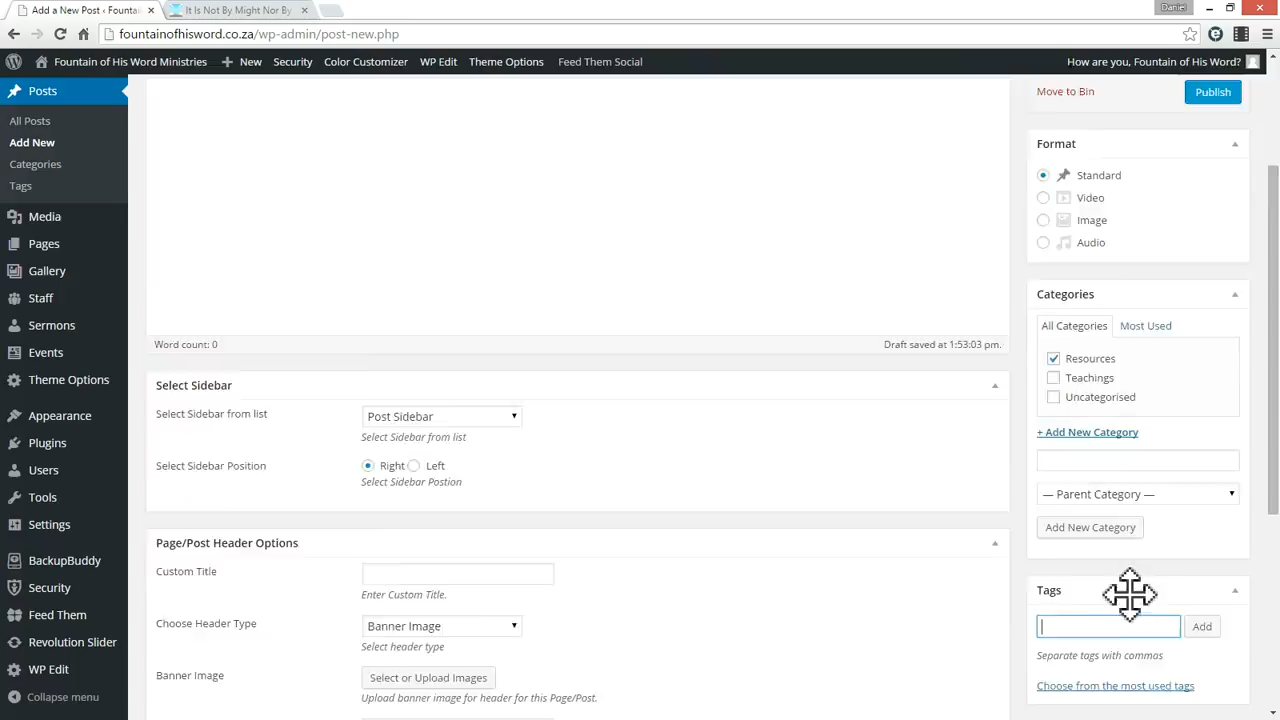 Add a New Post ‹ Founta
It Is Not By Might Nor By
Daniel
fountainofhisword.co.za/wp-admin/post-new.php
Fountain of His Word Ministries
New
Security
Color Customizer
WP Edit
Theme Options
Feed Them Social
How are you, Fountain of His Word?
Posts
All Posts
Add New
Categories
Tags
Media
Pages
Gallery
Staff
Sermons
Events
Theme Options
Appearance
Plugins
Users
Tools
Settings
BackupBuddy
Security
Feed Them
Revolution Slider
WP Edit
Collapse menu
Word count: 0
Draft saved at 1:53:03 pm.
Select Sidebar
Select Sidebar from list
Post Sidebar
Select Sidebar from list
Select Sidebar Position
Right
Left
Select Sidebar Postion
Page/Post Header Options
Custom Title
Enter Custom Title.
Choose Header Type
Banner Image
Select header type
Banner Image
Select or Upload Images
Upload banner image for header for this Page/Post.
Move to Bin
Publish
Format
Standard
Video
Image
Audio
Categories
All Categories
Most Used
Resources
Teachings
Uncategorised
+ Add New Category
— Parent Category —
Add New Category
Tags
Add
Separate tags with commas
Choose from the most used tags